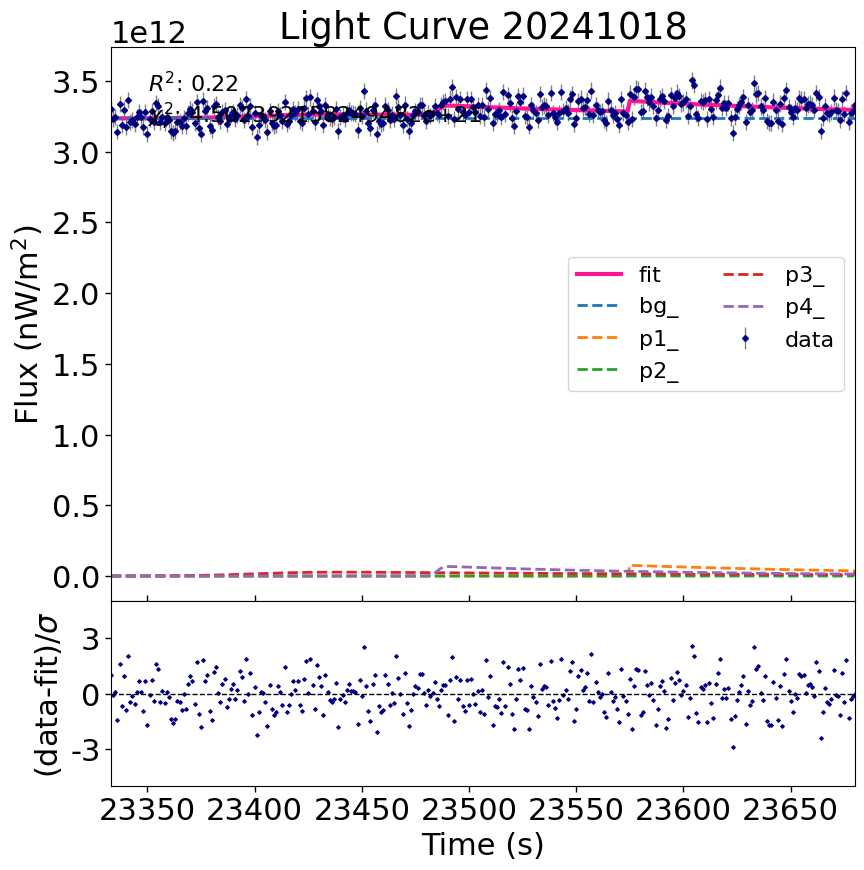 Light Curve 20241018
1e12
R²: 0.22
3.5
3.0
2.5
2.0
1.5
1.0
0.5
0.0
Flux (nW/m²)
fit
bg_
p1_
p2_
p3_
p4_
data
3
0
-3
(data-fit)/σ
23350 23400 23450 23500 23550 23600 23650
Time (s)